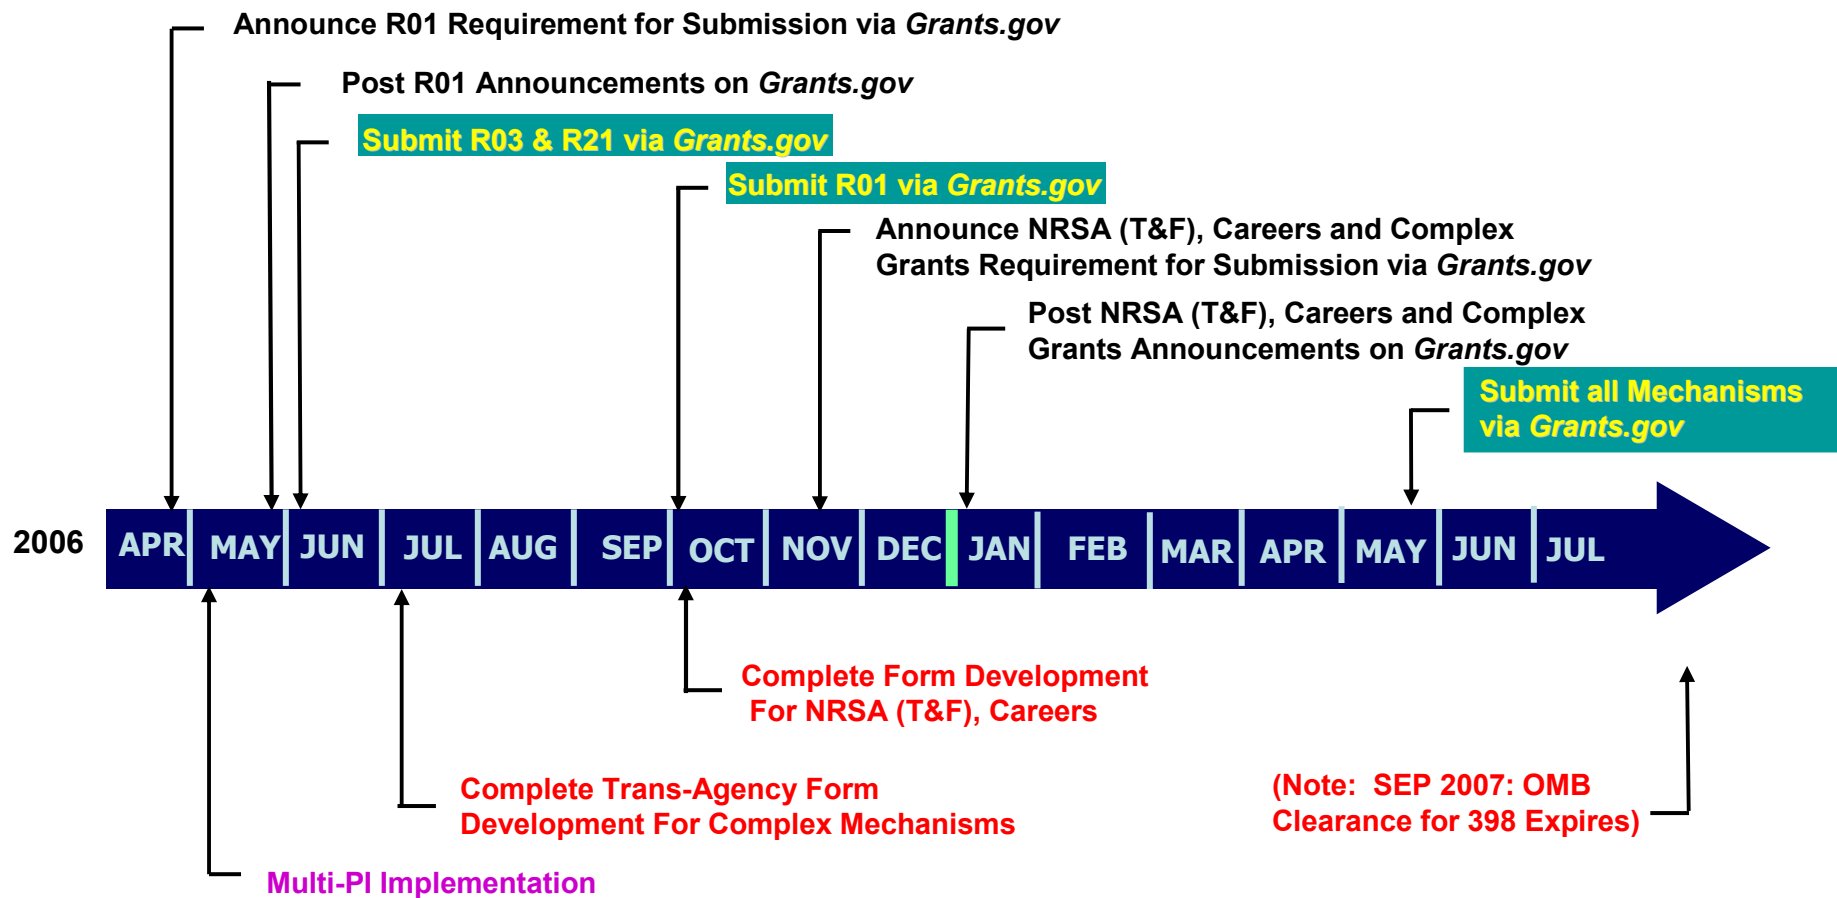 Announce R01 Requirement for Submission via Grants.gov
Post R01 Announcements on Grants.gov
Submit R03 & R21 via Grants.gov
Submit R01 via Grants.gov
Announce NRSA (T&F), Careers and Complex
Grants Requirement for Submission via Grants.gov
Post NRSA (T&F), Careers and Complex
Grants Announcements on Grants.gov
Submit all Mechanisms
via Grants.gov
2006 APR MAY JUN JUL AUG SEP OCT NOV DEC JAN FEB MAR APR MAY JUN JUL
Complete Form Development
For NRSA (T&F), Careers
Complete Trans-Agency Form
Development For Complex Mechanisms
(Note: SEP 2007: OMB
Clearance for 398 Expires)
Multi-PI Implementation